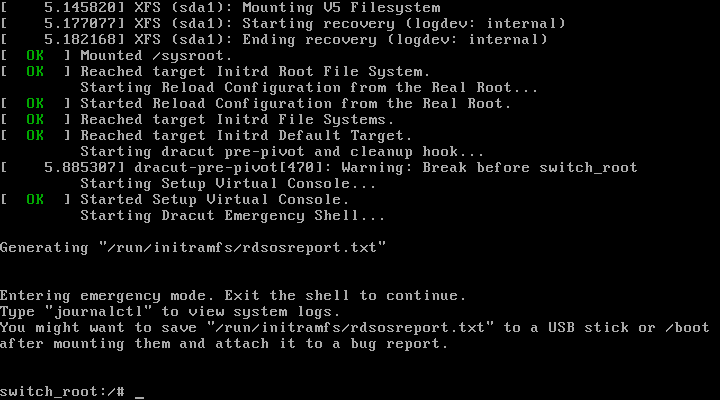 [    5.145820] XFS (sda1): Mounting V5 Filesystem
[    5.177077] XFS (sda1): Starting recovery (logdev: internal)
[    5.182168] XFS (sda1): Ending recovery (logdev: internal)
[  OK  ] Mounted /sysroot.
[  OK  ] Reached target Initrd Root File System.
         Starting Reload Configuration from the Real Root...
[  OK  ] Started Reload Configuration from the Real Root.
[  OK  ] Reached target Initrd File Systems.
[  OK  ] Reached target Initrd Default Target.
         Starting dracut pre-pivot and cleanup hook...
[    5.885307] dracut-pre-pivot[470]: Warning: Break before switch_root
         Starting Setup Virtual Console...
[  OK  ] Started Setup Virtual Console.
         Starting Dracut Emergency Shell...
Generating "/run/initramfs/rdsosreport.txt"
Entering emergency mode. Exit the shell to continue.
Type "journalctl" to view system logs.
You might want to save "/run/initramfs/rdsosreport.txt" to a USB stick or /boot
after mounting them and attach it to a bug report.
switch_root:/# _